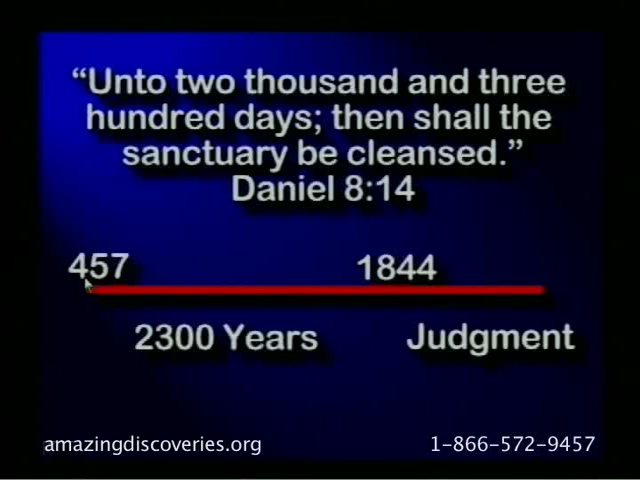 “Unto two thousand and three
hundred days; then shall the
sanctuary be cleansed.”
Daniel 8:14
457 1844
2300 Years Judgment
amazingdiscoveries.org 1-866-572-9457